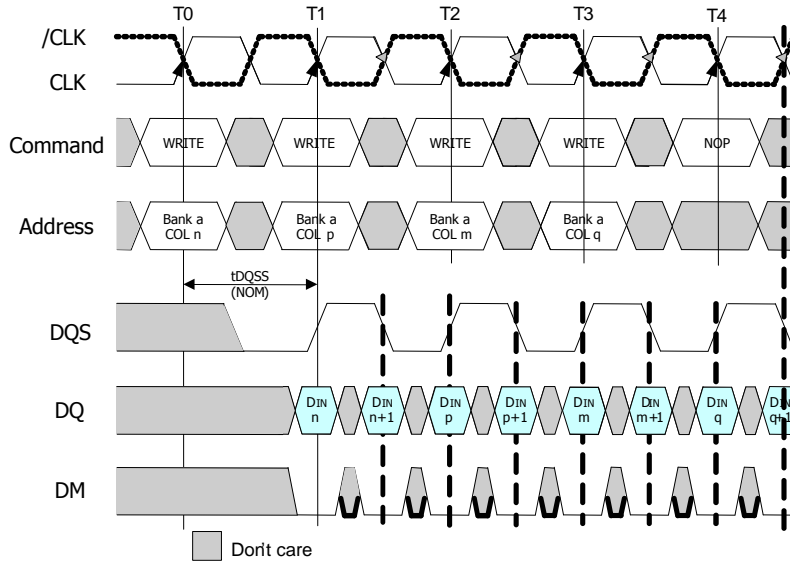 T0 T1 T2 T3 T4
/CLK
CLK
Command WRITE WRITE WRITE WRITE NOP
Address
Bank a Bank a Bank a Bank a
COL n COL p COL m COL q
tDQSS
(NOM)
DQS
DQ
DIN DIN DIN DIN DIN DIN DIN DIN
n n+1 p p+1 m m+1 q q+1
DM
Don't care